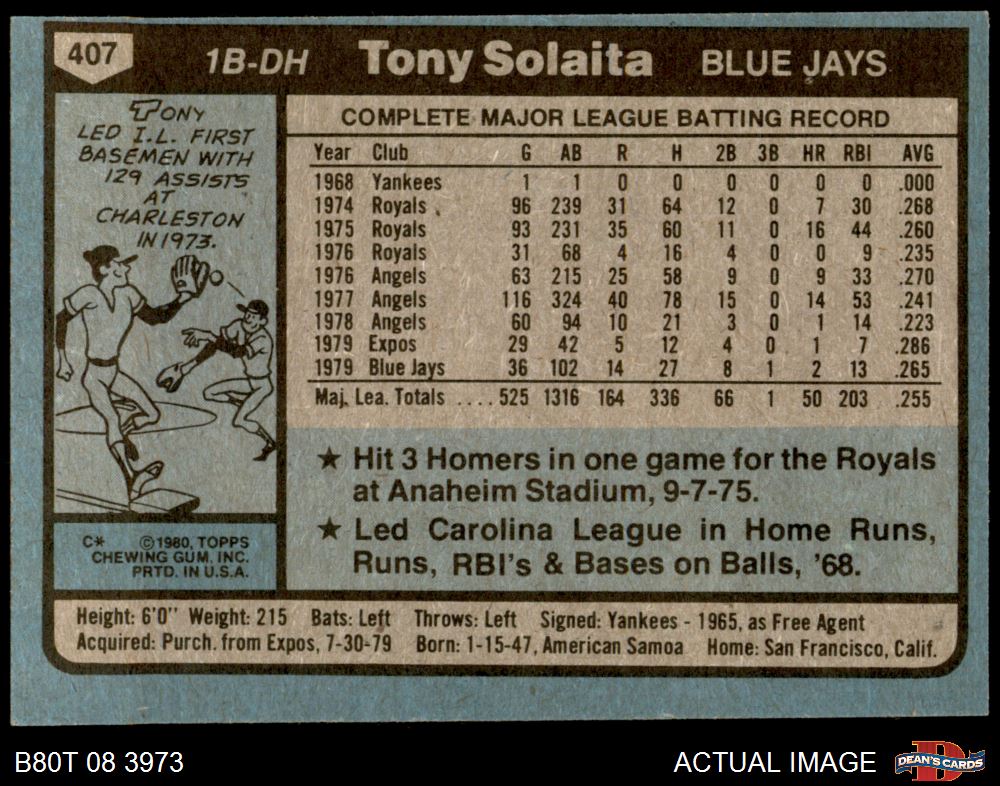 407 1B-DH Tony Solaita BLUE JAYS
TONY
LED I.L. FIRST
BASEMEN WITH
129 ASSISTS
AT
CHARLESTON
IN 1973.
C* ©1980, TOPPS
CHEWING GUM, INC.
PRTD. IN U.S.A.
COMPLETE MAJOR LEAGUE BATTING RECORD
Year Club G AB R H 2B 3B HR RBI AVG
1968 Yankees 1 1 0 0 0 0 0 0 .000
1974 Royals 96 239 31 64 12 0 7 30 .268
1975 Royals 93 231 35 60 11 0 16 44 .260
1976 Royals 31 68 4 16 4 0 0 9 .235
1976 Angels 63 215 25 58 9 0 9 33 .270
1977 Angels 116 324 40 78 15 0 14 53 .241
1978 Angels 60 94 10 21 3 0 1 14 .223
1979 Expos 29 42 5 12 4 0 1 7 .286
1979 Blue Jays 36 102 14 27 8 1 2 13 .265
Maj. Lea. Totals .... 525 1316 164 336 66 1 50 203 .255
★ Hit 3 Homers in one game for the Royals
at Anaheim Stadium, 9-7-75.
★ Led Carolina League in Home Runs,
Runs, RBI's & Bases on Balls, '68.
Height: 6'0" Weight: 215 Bats: Left Throws: Left Signed: Yankees - 1965, as Free Agent
Acquired: Purch. from Expos, 7-30-79 Born: 1-15-47, American Samoa Home: San Francisco, Calif.
B80T 08 3973 ACTUAL IMAGE DEAN'S CARDS